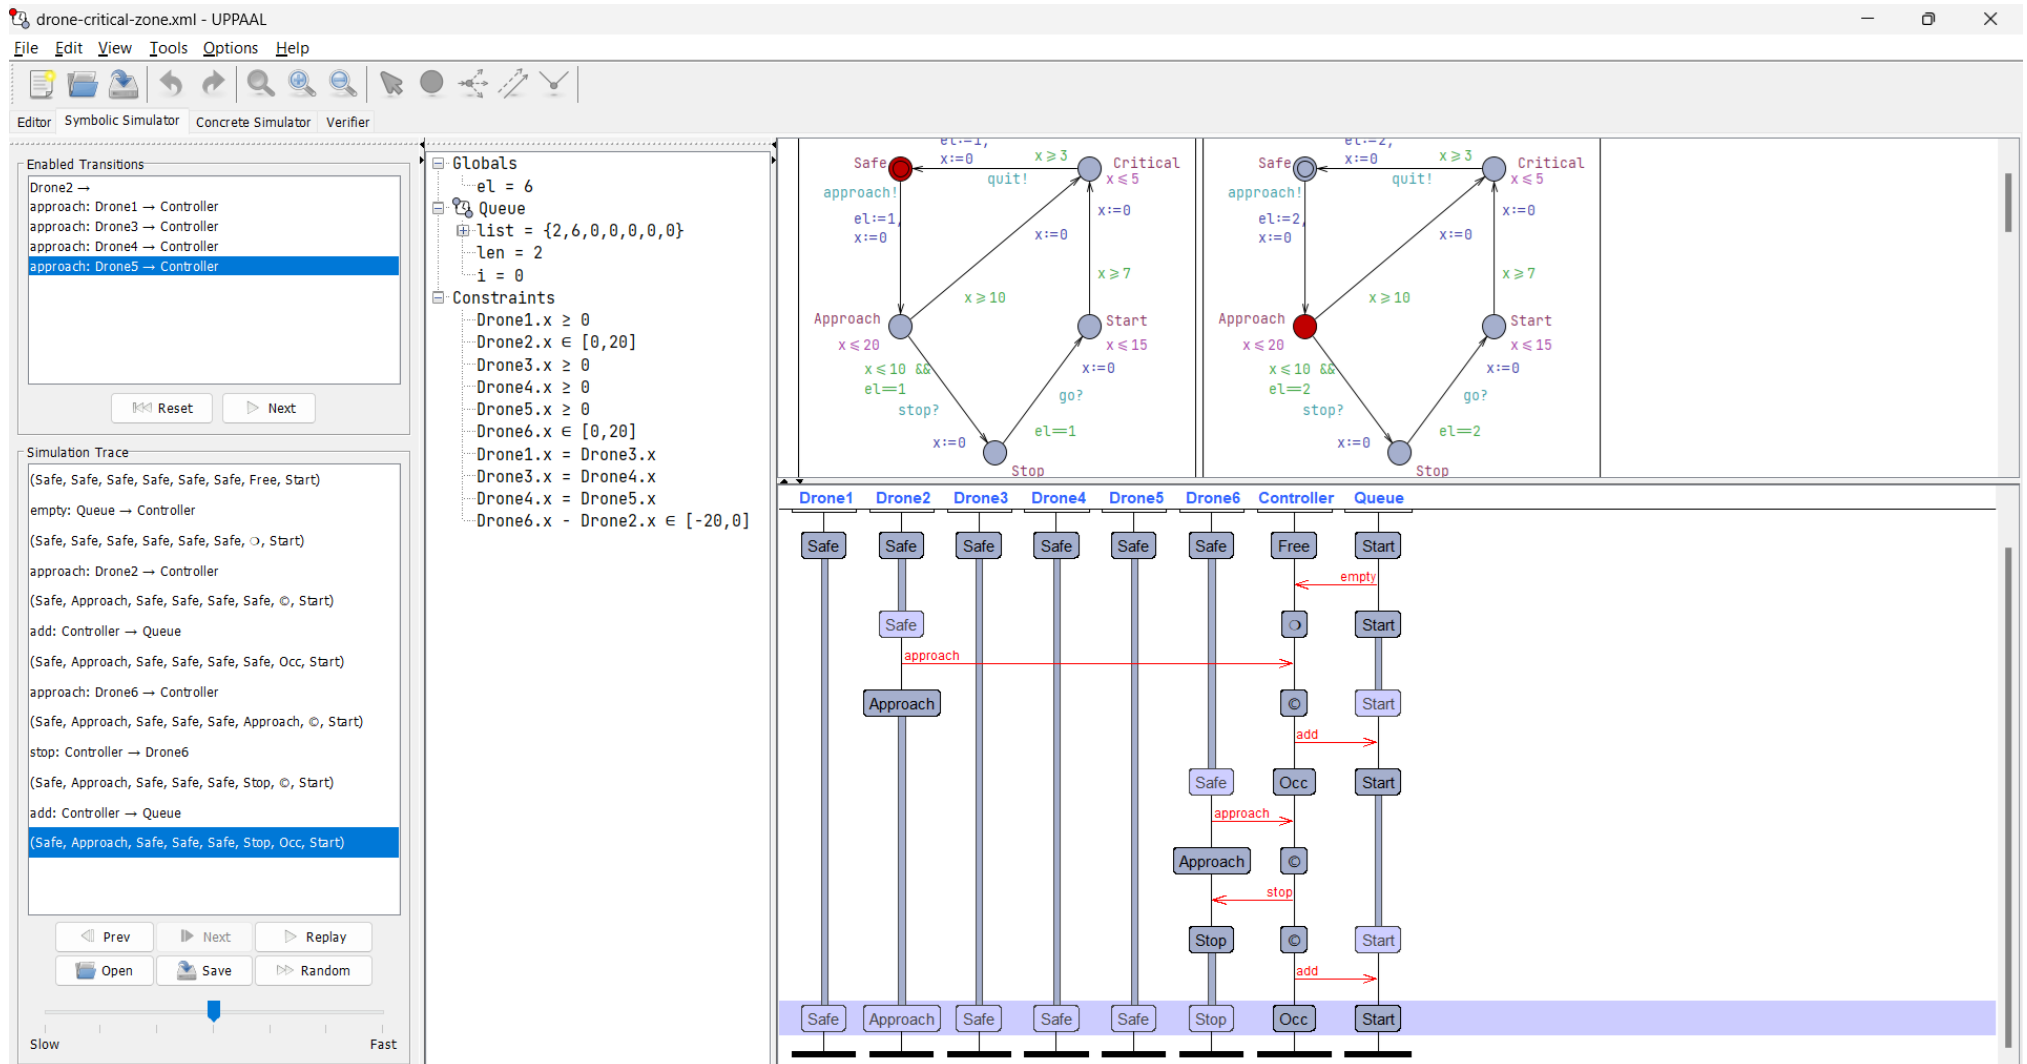 drone-critical-zone.xml - UPPAAL
File Edit View Tools Options Help
Editor Symbolic Simulator Concrete Simulator Verifier
Enabled Transitions
Drone2 →
approach: Drone1 → Controller
approach: Drone3 → Controller
approach: Drone4 → Controller
approach: Drone5 → Controller
Reset Next
Simulation Trace
(Safe, Safe, Safe, Safe, Safe, Safe, Free, Start)
empty: Queue → Controller
(Safe, Safe, Safe, Safe, Safe, Safe, ❍, Start)
approach: Drone2 → Controller
(Safe, Approach, Safe, Safe, Safe, Safe, ©, Start)
add: Controller → Queue
(Safe, Approach, Safe, Safe, Safe, Safe, Occ, Start)
approach: Drone6 → Controller
(Safe, Approach, Safe, Safe, Safe, Approach, ©, Start)
stop: Controller → Drone6
(Safe, Approach, Safe, Safe, Safe, Stop, ©, Start)
add: Controller → Queue
(Safe, Approach, Safe, Safe, Safe, Stop, Occ, Start)
Prev Next Replay
Open Save Random
Slow Fast
Globals
el = 6
Queue
list = {2,6,0,0,0,0,0}
len = 2
i = 0
Constraints
Drone1.x ≥ 0
Drone2.x ∈ [0,20]
Drone3.x ≥ 0
Drone4.x ≥ 0
Drone5.x ≥ 0
Drone6.x ∈ [0,20]
Drone1.x = Drone3.x
Drone3.x = Drone4.x
Drone4.x = Drone5.x
Drone6.x - Drone2.x ∈ [-20,0]
el:=1,
Safe x:=0 x≥3 Critical
quit! x≤5
approach!
el:=1, x:=0
x:=0 x:=0
x≥7
x≥10
Approach Start
x≤20 x≤15
x≤10 && x:=0
el==1
stop? go?
x:=0 el==1
Stop
el:=2,
Safe x:=0 x≥3 Critical
quit! x≤5
approach!
el:=2, x:=0
x:=0 x:=0
x≥7
x≥10
Approach Start
x≤20 x≤15
x≤10 && x:=0
el==2
stop? go?
x:=0 el==2
Stop
Drone1 Drone2 Drone3 Drone4 Drone5 Drone6 Controller Queue
Safe Safe Safe Safe Safe Safe Free Start
empty
Safe ❍ Start
approach
Approach © Start
add
Safe Occ Start
approach
Approach ©
stop
Stop © Start
add
Safe Approach Safe Safe Safe Stop Occ Start